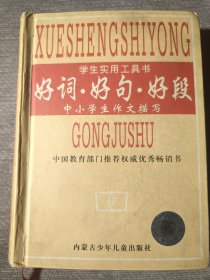 XUESHENGSHIYONG
学生实用工具书
好词·好句·好段
中小学生作文描写
GONGJUSHU
中国教育部门推荐权威优秀畅销书
内蒙古少年儿童出版社